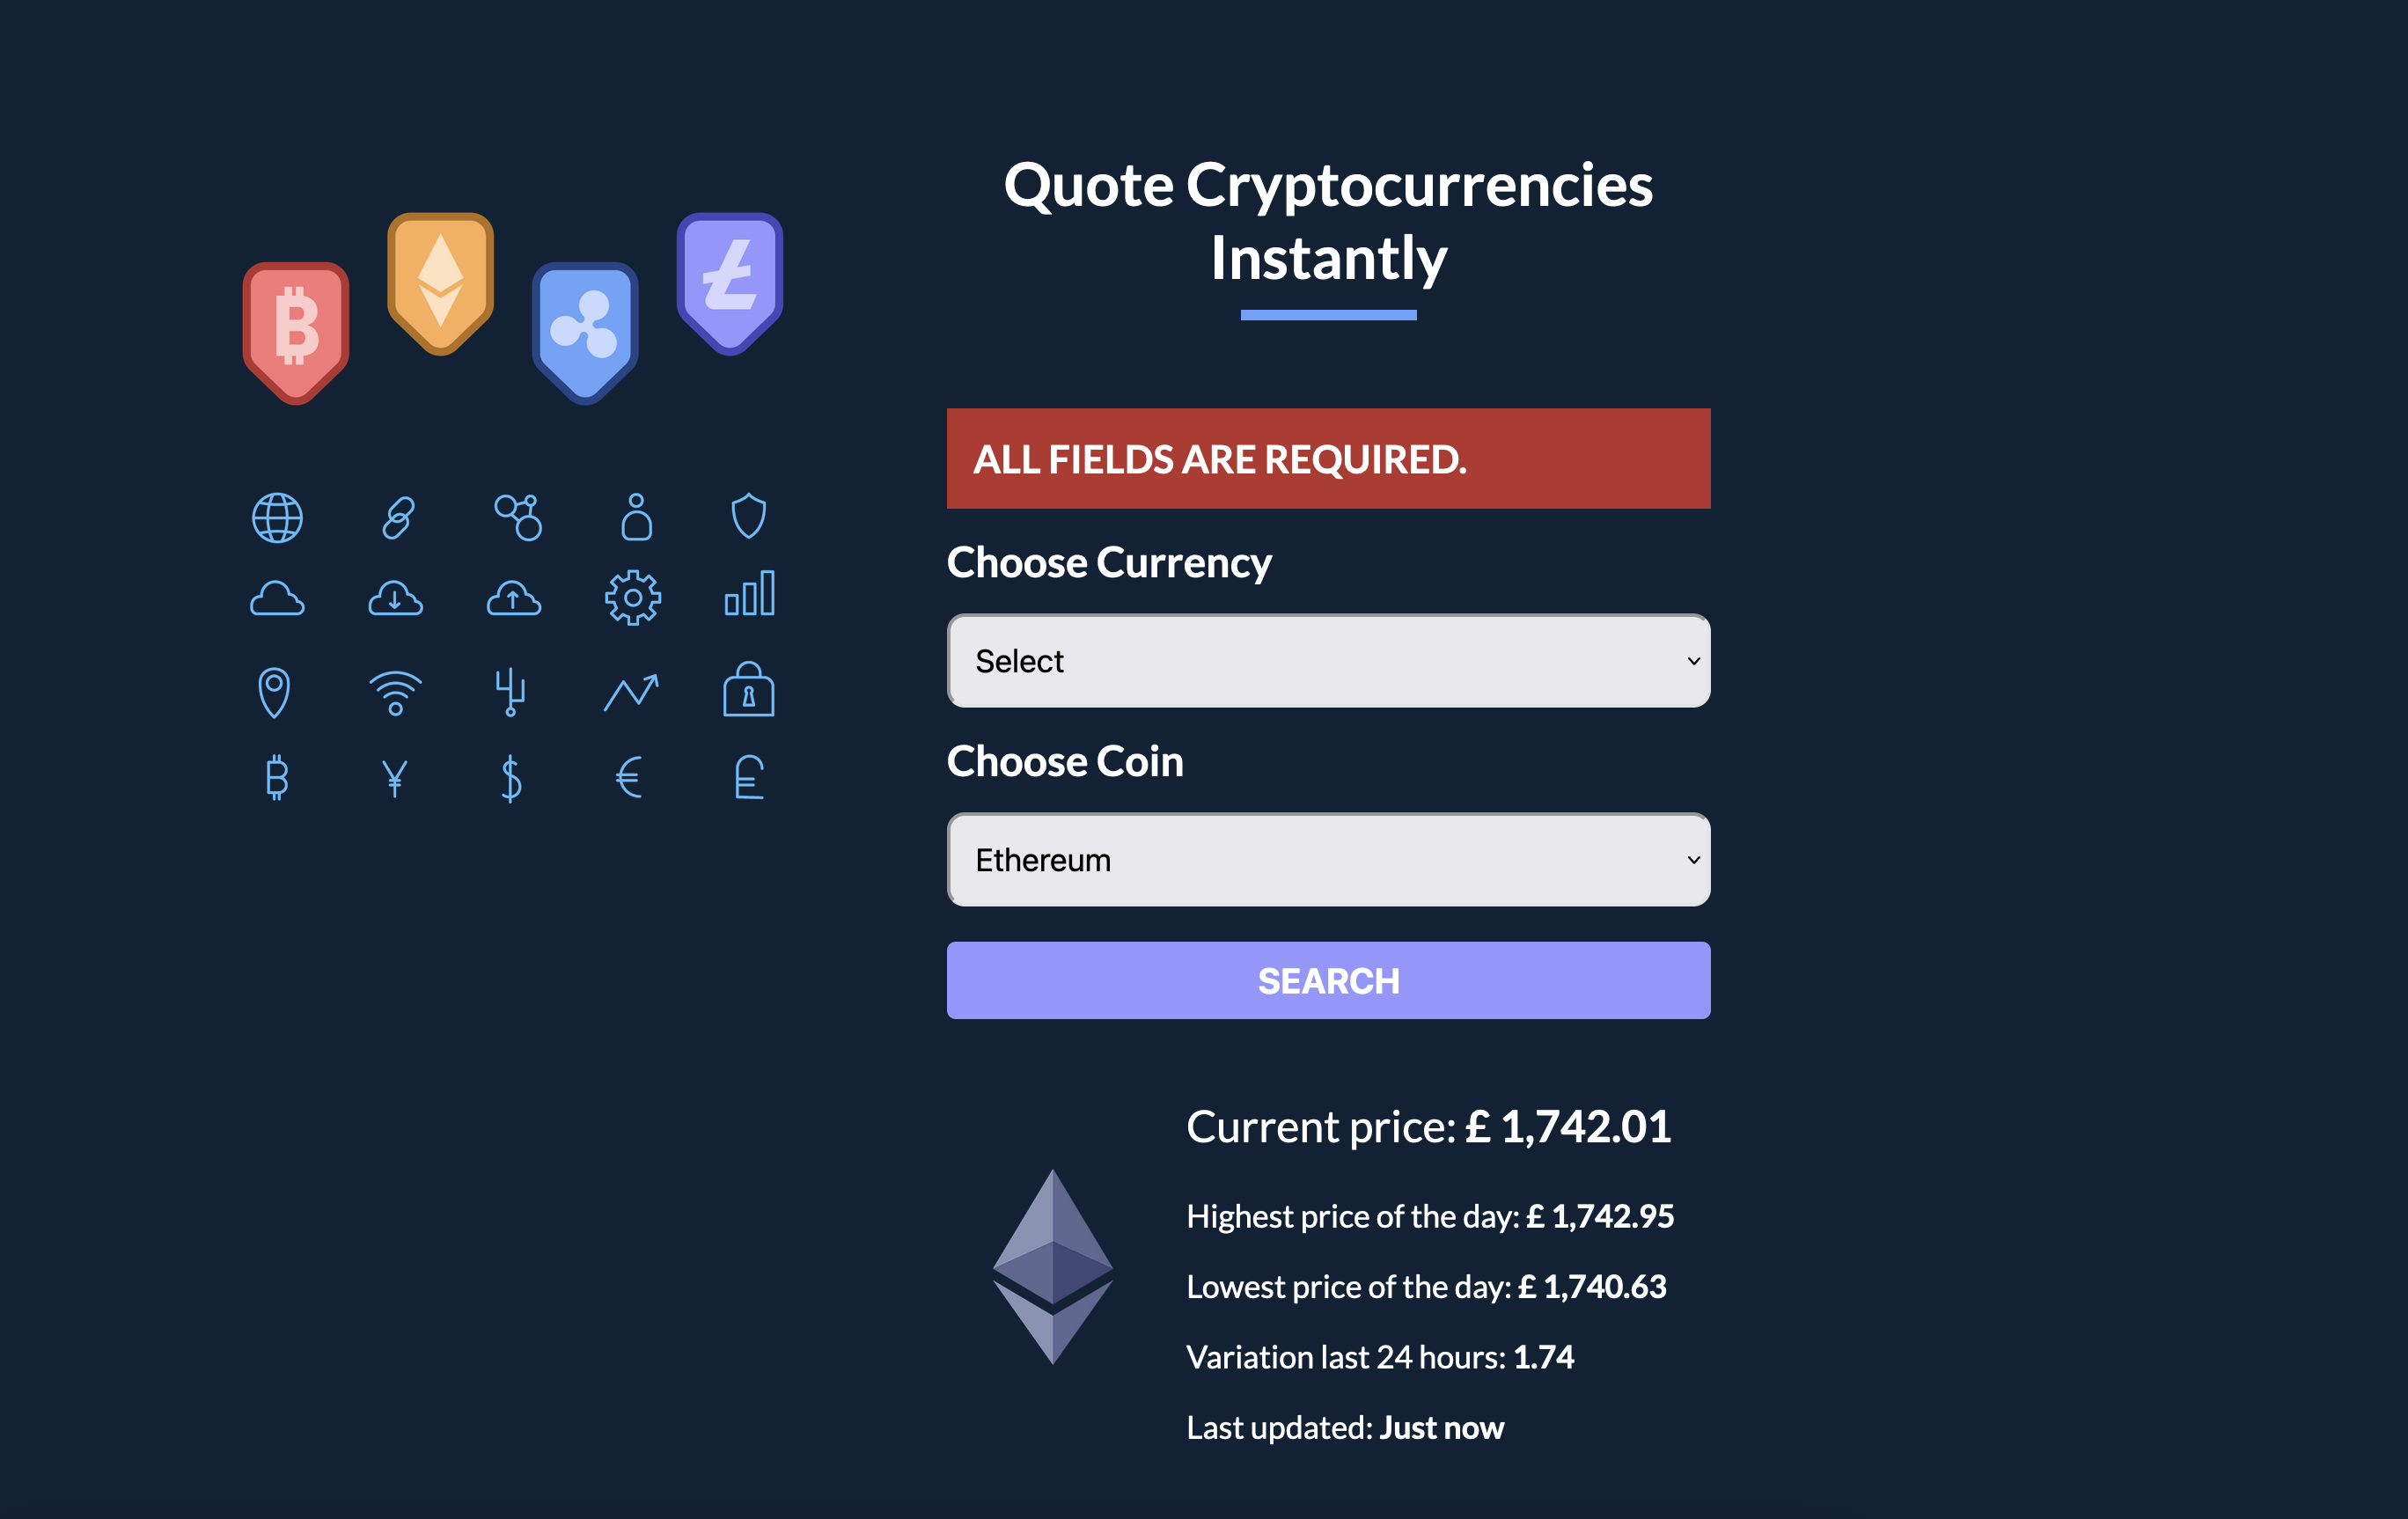 Quote Cryptocurrencies
Instantly
ALL FIELDS ARE REQUIRED.
Choose Currency
Select
Choose Coin
Ethereum
SEARCH
Current price: £ 1,742.01
Highest price of the day: £ 1,742.95
Lowest price of the day: £ 1,740.63
Variation last 24 hours: 1.74
Last updated: Just now